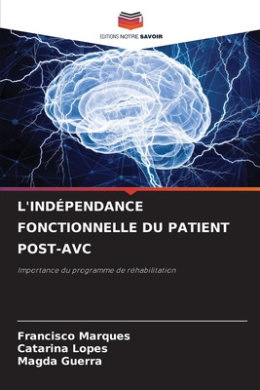 EDITIONS NOTRE SAVOIR
L'INDÉPENDANCE
FONCTIONNELLE DU PATIENT
POST-AVC
Importance du programme de réhabilitation
Francisco Marques
Catarina Lopes
Magda Guerra